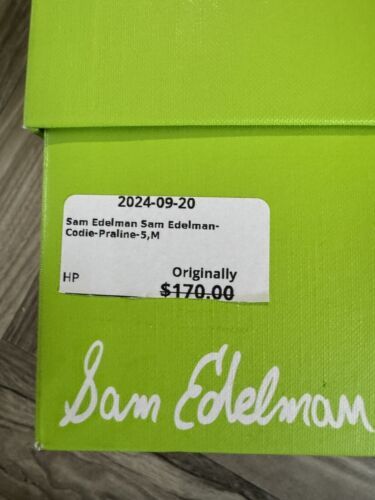 2024-09-20
Sam Edelman Sam Edelman-
Codie-Praline-5,M
HP
Originally
$170.00
Sam Edelman